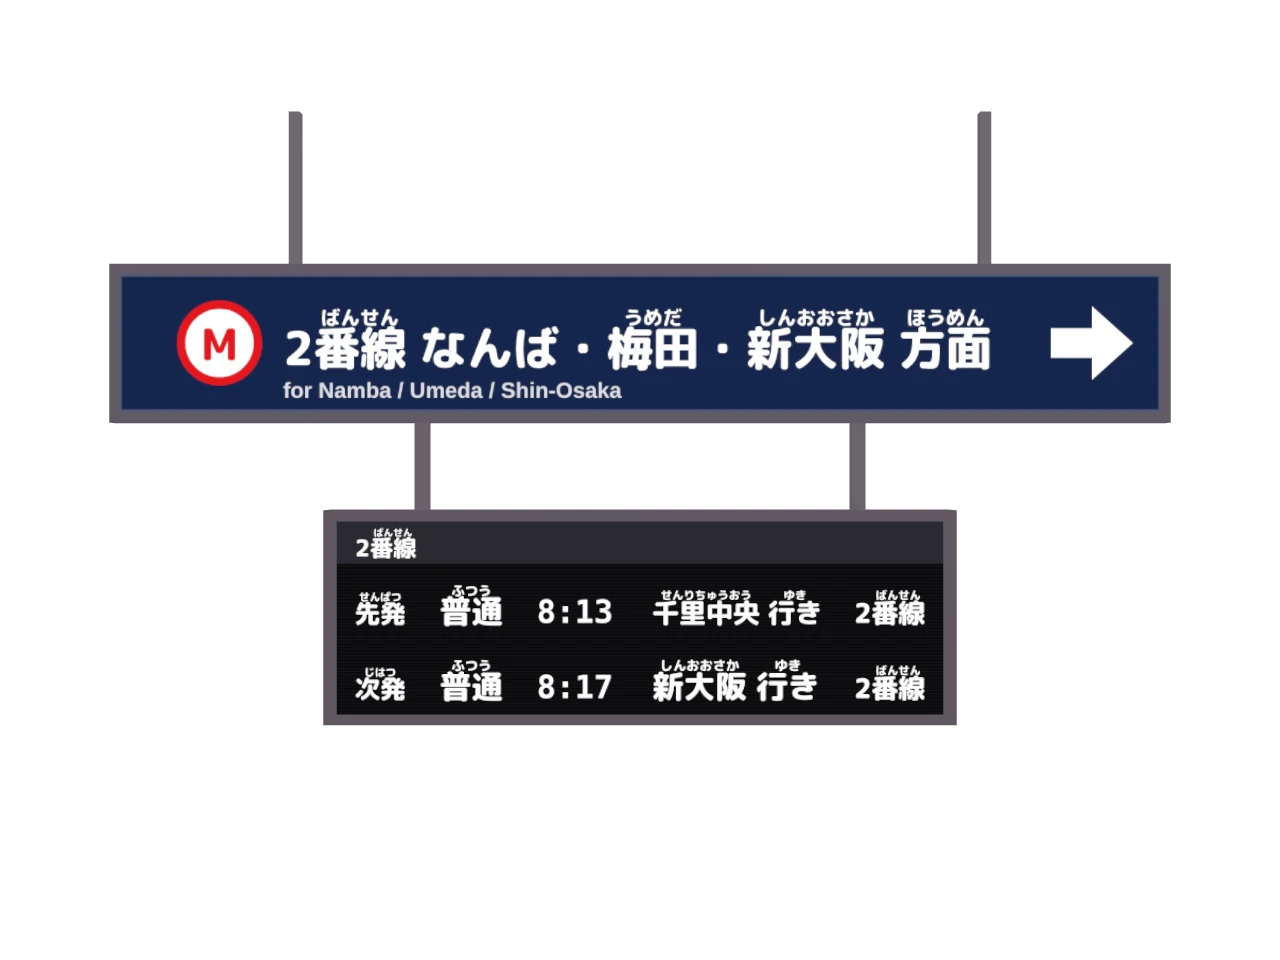 M
ばんせん うめだ しんおおさか ほうめん
2番線 なんば・梅田・新大阪 方面
for Namba / Umeda / Shin-Osaka
ばんせん
2番線
せんぱつ ふつう せんりちゅうおう ゆき ばんせん
先発 普通 8:13 千里中央 行き 2番線
じはつ ふつう しんおおさか ゆき ばんせん
次発 普通 8:17 新大阪 行き 2番線